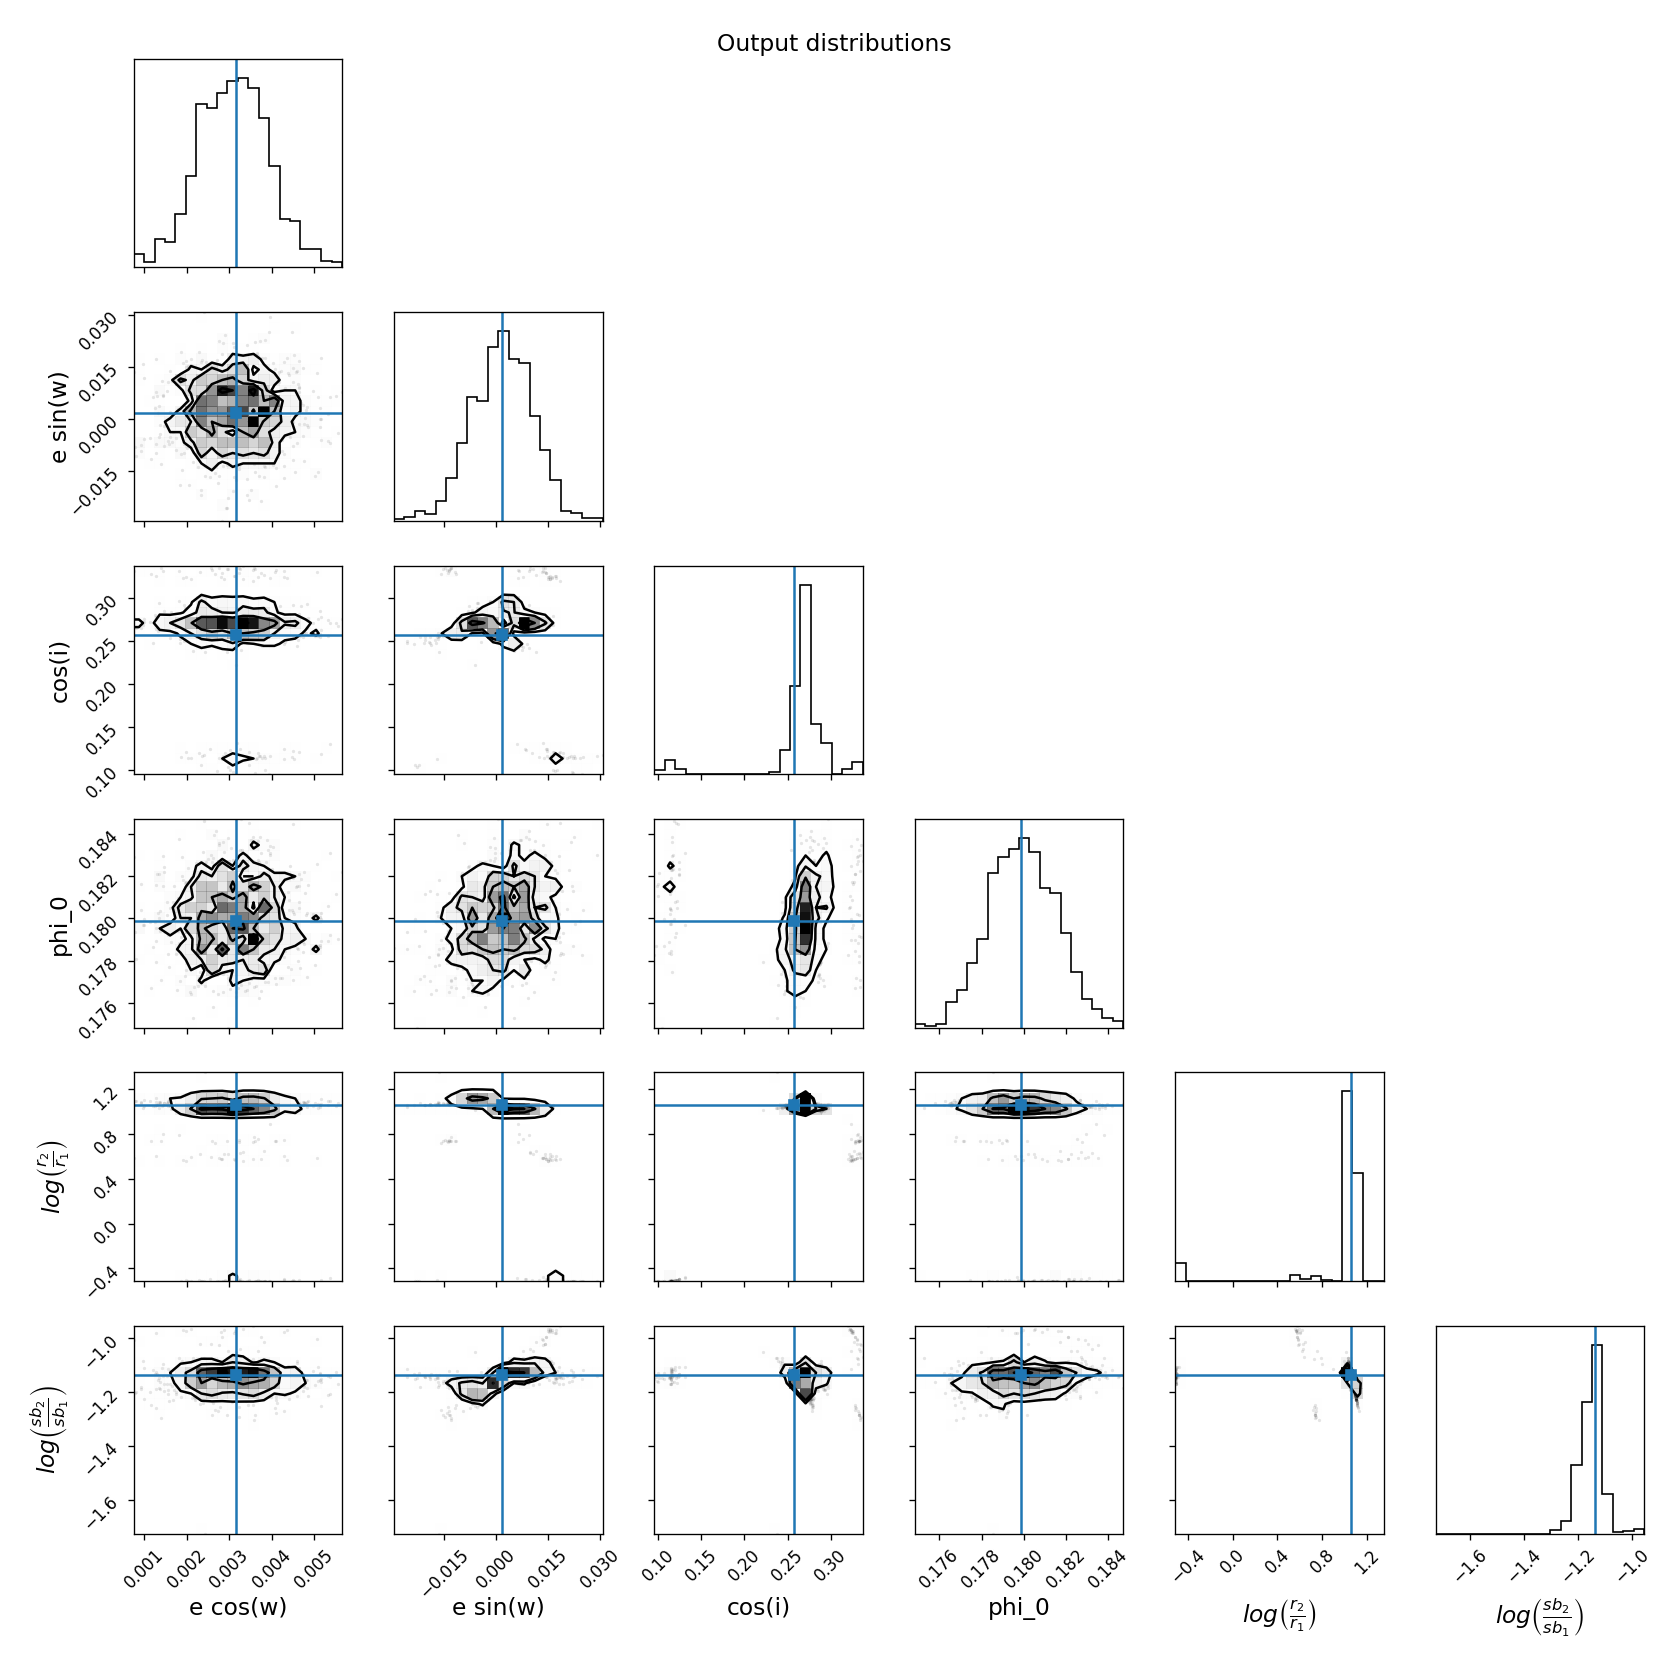 Output distributions
e sin(w)
0.030
0.015
0.000
−0.015
cos(i)
0.30
0.25
0.20
0.15
0.10
phi_0
0.184
0.182
0.180
0.178
0.176
log(r2/r1)
1.2
0.8
0.4
0.0
−0.4
log(sb2/sb1)
−1.0
−1.2
−1.4
−1.6
0.001 0.002 0.003 0.004 0.005
−0.015 0.000 0.015 0.030
0.10 0.15 0.20 0.25 0.30
0.176 0.178 0.180 0.182 0.184
−0.4 0.0 0.4 0.8 1.2
−1.6 −1.4 −1.2 −1.0
e cos(w)
e sin(w)
cos(i)
phi_0
log(r2/r1)
log(sb2/sb1)